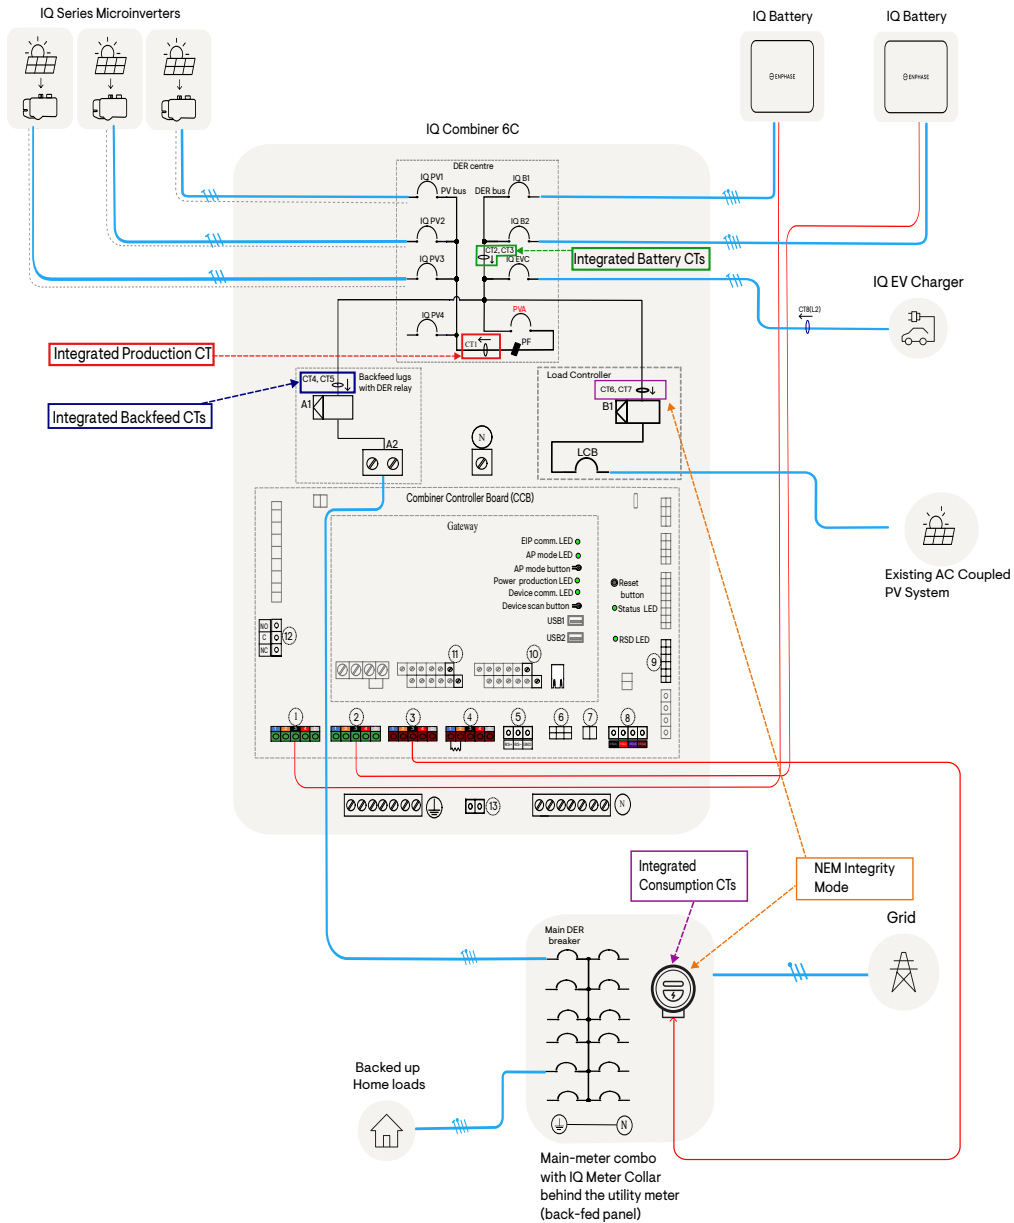 IQ Series Microinverters
IQ Battery
IQ Battery
ENPHASE
ENPHASE
IQ Combiner 6C
DER centre
IQ PV1
PV bus
DER bus
IQ B1
IQ PV2
IQ B2
CT2, CT3
Integrated Battery CTs
IQ PV3
IQ EVC
IQ EV Charger
CT8(L2)
IQ PV4
PVA
CT1
PF
Integrated Production CT
Load Controller
CT4, CT5
Backfeed lugs
with DER relay
CT6, CT7
A1
B1
Integrated Backfeed CTs
N
A2
LCB
Combiner Controller Board (CCB)
Gateway
EIP comm. LED
AP mode LED
AP mode button
Power production LED
Device comm. LED
Device scan button
USB1
USB2
Reset
button
Status LED
RSD LED
Existing AC Coupled
PV System
NO
C
NC
12
11
10
9
1
2
3
4
5
6
7
8
13
N
Integrated
Consumption CTs
NEM Integrity
Mode
Grid
Main DER
breaker
Backed up
Home loads
N
Main-meter combo
with IQ Meter Collar
behind the utility meter
(back-fed panel)